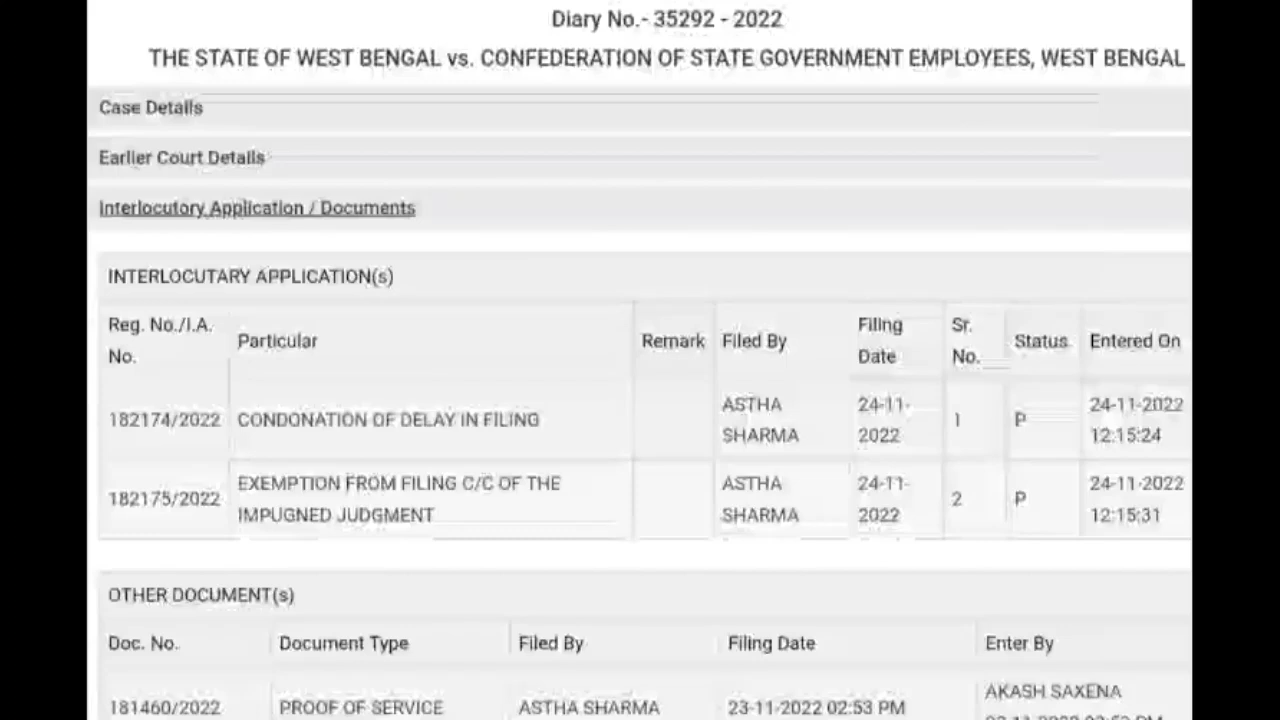 Diary No.- 35292 - 2022
THE STATE OF WEST BENGAL vs. CONFEDERATION OF STATE GOVERNMENT EMPLOYEES, WEST BENGAL
Case Details
Earlier Court Details
Interlocutory Application / Documents
INTERLOCUTARY APPLICATION(s)
Reg. No./I.A. No. Particular Remark Filed By Filing Date Sr. No. Status Entered On
182174/2022 CONDONATION OF DELAY IN FILING ASTHA SHARMA 24-11-2022 1 P 24-11-2022 12:15:24
182175/2022 EXEMPTION FROM FILING C/C OF THE IMPUGNED JUDGMENT ASTHA SHARMA 24-11-2022 2 P 24-11-2022 12:15:31
OTHER DOCUMENT(s)
Doc. No. Document Type Filed By Filing Date Enter By
181460/2022 PROOF OF SERVICE ASTHA SHARMA 23-11-2022 02:53 PM AKASH SAXENA